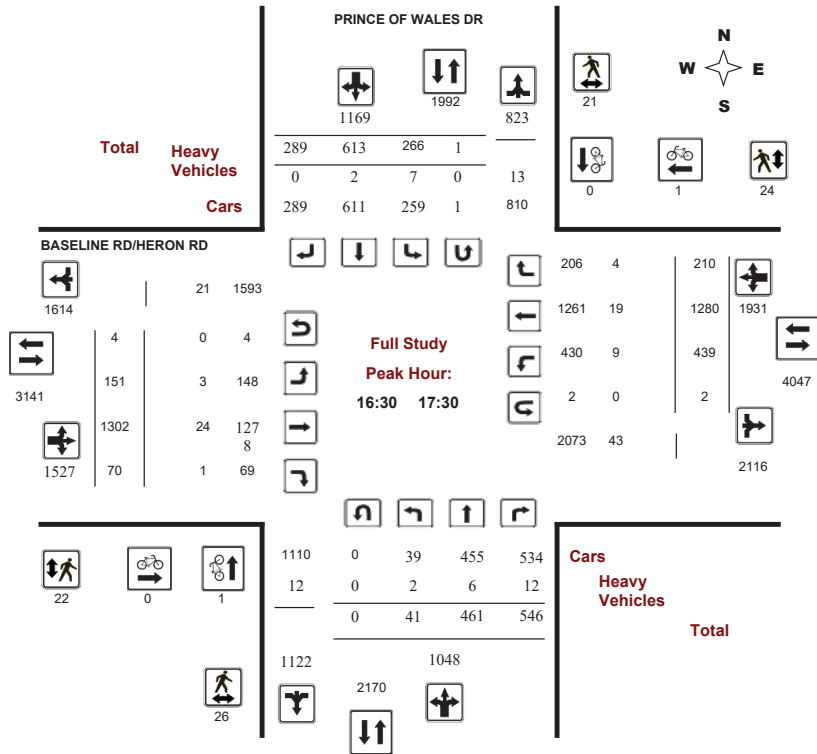 PRINCE OF WALES DR
N
W E
S
1169 1992 823 21
Total Heavy Vehicles
Cars
289 613 266 1
0 2 7 0 13
289 611 259 1 810
0 1 24
BASELINE RD/HERON RD
1614
21 1593
4 0 4
3141
151 3 148
1302 24 127
8
1527
70 1 69
Full Study
Peak Hour:
16:30 17:30
206 4 210
1931
1261 19 1280
4047
430 9 439
2 0 2
2073 43
2116
1110 0 39 455 534
12 0 2 6 12
0 41 461 546
Cars
Heavy
Vehicles
Total
22 0 1
1122 1048
2170
26